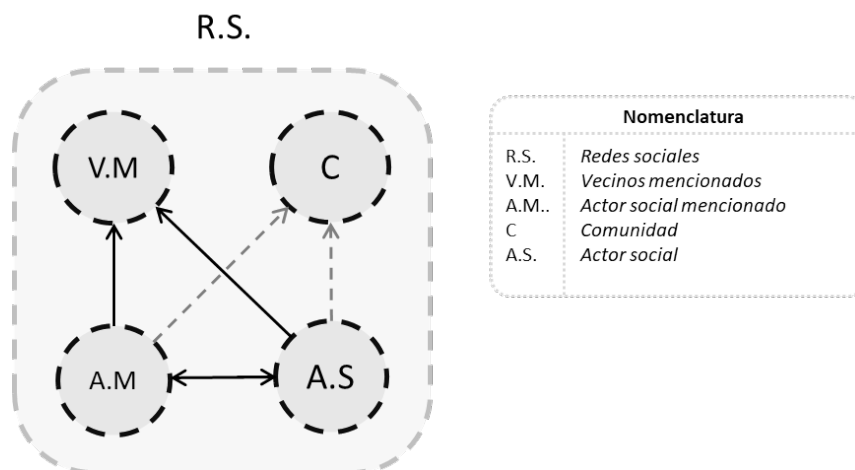 R.S.
V.M
C
A.M
A.S
Nomenclatura
R.S. Redes sociales
V.M. Vecinos mencionados
A.M.. Actor social mencionado
C Comunidad
A.S. Actor social